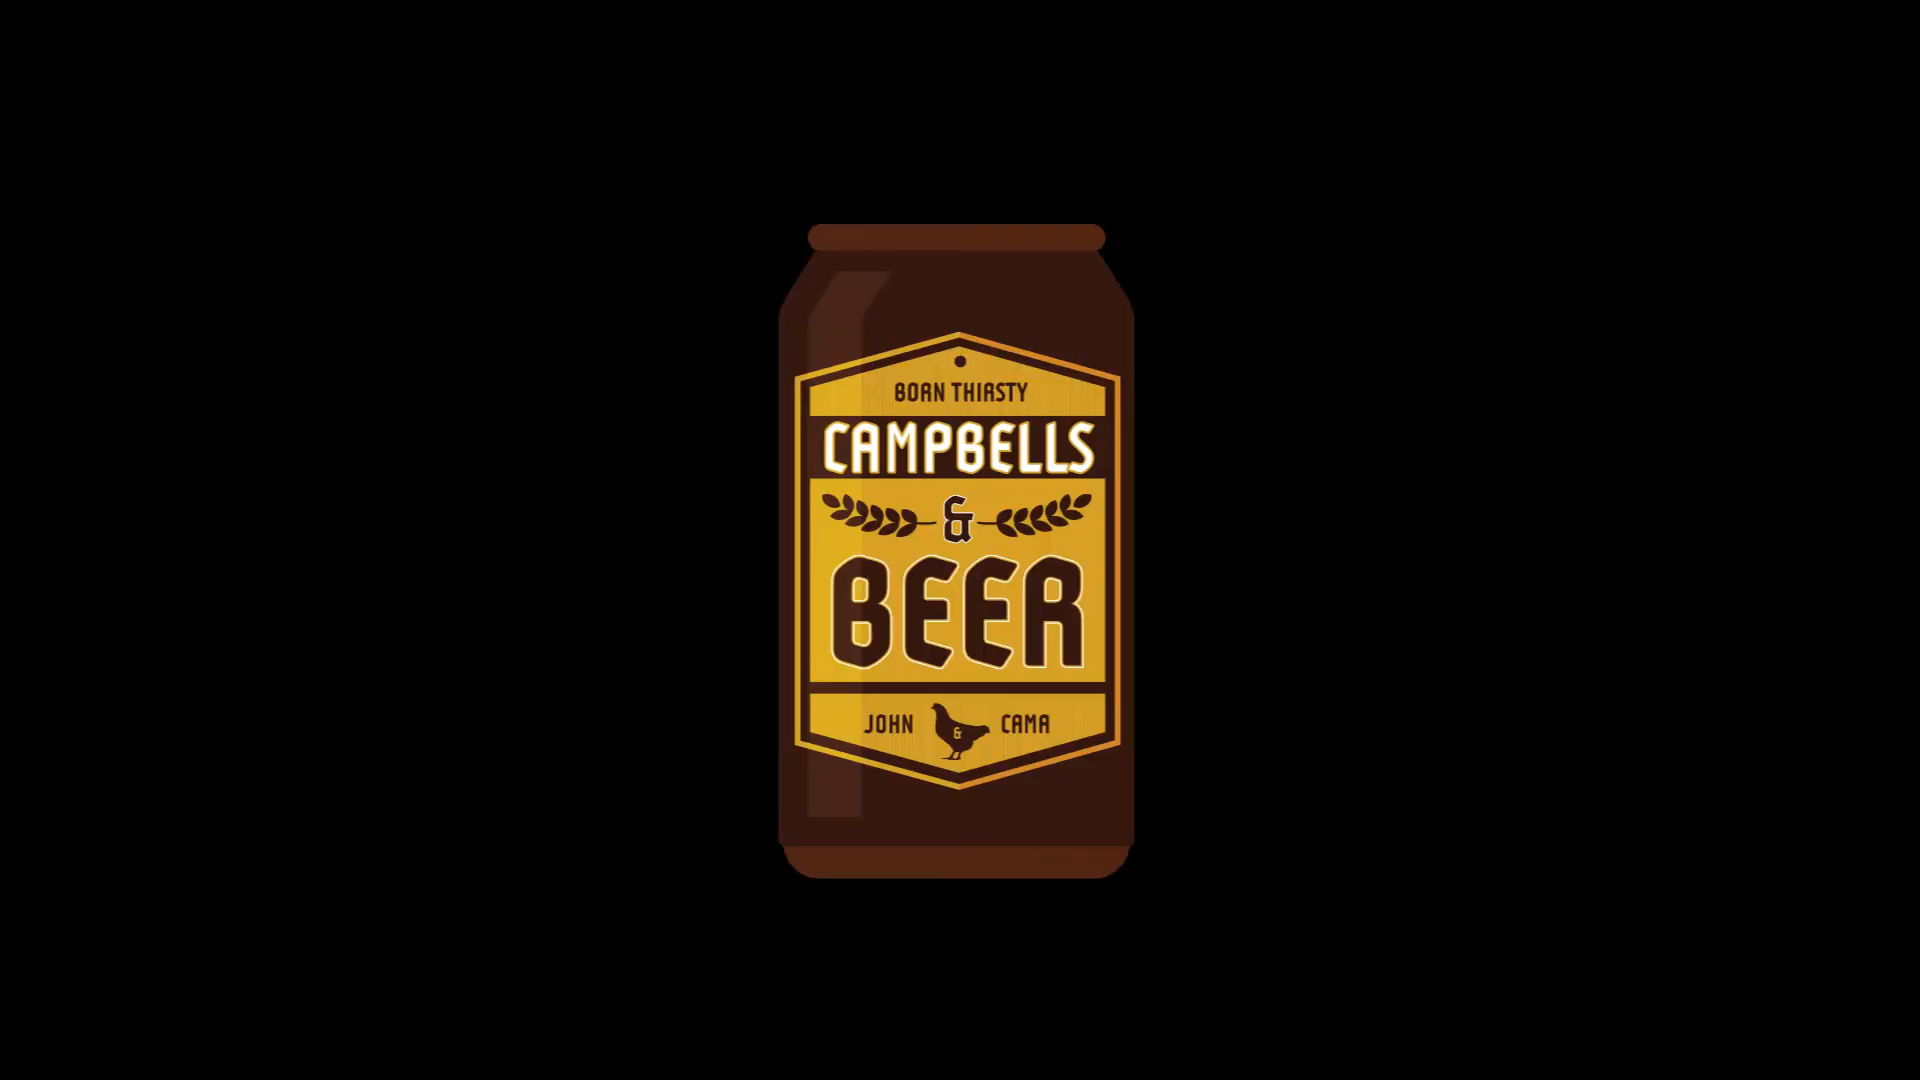 BORN THIRSTY
CAMPBELLS
&
BEER
JOHN & CAMA